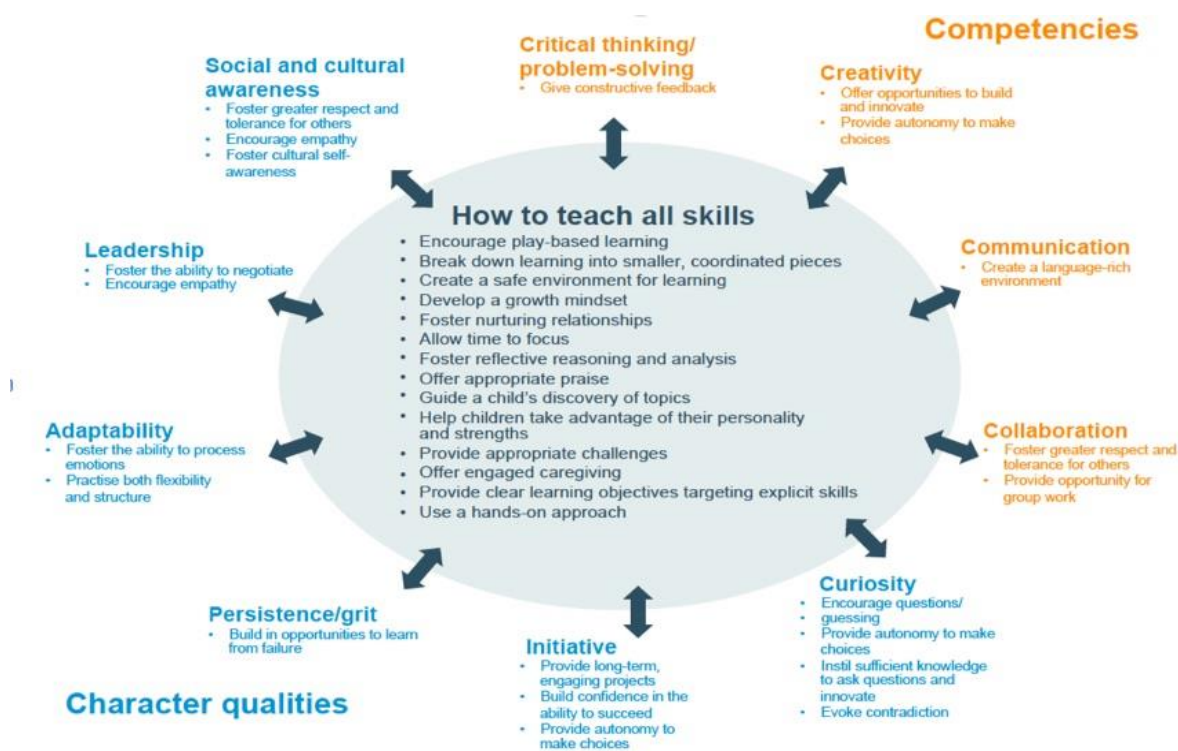 Competencies
Critical thinking/
problem-solving
• Give constructive feedback
Creativity
• Offer opportunities to build
and innovate
• Provide autonomy to make
choices
Social and cultural
awareness
• Foster greater respect and
tolerance for others
• Encourage empathy
• Foster cultural self-
awareness
How to teach all skills
• Encourage play-based learning
• Break down learning into smaller, coordinated pieces
• Create a safe environment for learning
• Develop a growth mindset
• Foster nurturing relationships
• Allow time to focus
• Foster reflective reasoning and analysis
• Offer appropriate praise
• Guide a child's discovery of topics
• Help children take advantage of their personality
and strengths
• Provide appropriate challenges
• Offer engaged caregiving
• Provide clear learning objectives targeting explicit skills
• Use a hands-on approach
Leadership
• Foster the ability to negotiate
• Encourage empathy
Communication
• Create a language-rich
environment
Adaptability
• Foster the ability to process
emotions
• Practise both flexibility
and structure
Collaboration
• Foster greater respect and
tolerance for others
• Provide opportunity for
group work
Persistence/grit
• Build in opportunities to learn
from failure
Initiative
• Provide long-term,
engaging projects
• Build confidence in the
ability to succeed
• Provide autonomy to
make choices
Curiosity
• Encourage questions/
• guessing
• Provide autonomy to make
choices
• Instil sufficient knowledge
to ask questions and
innovate
• Evoke contradiction
Character qualities